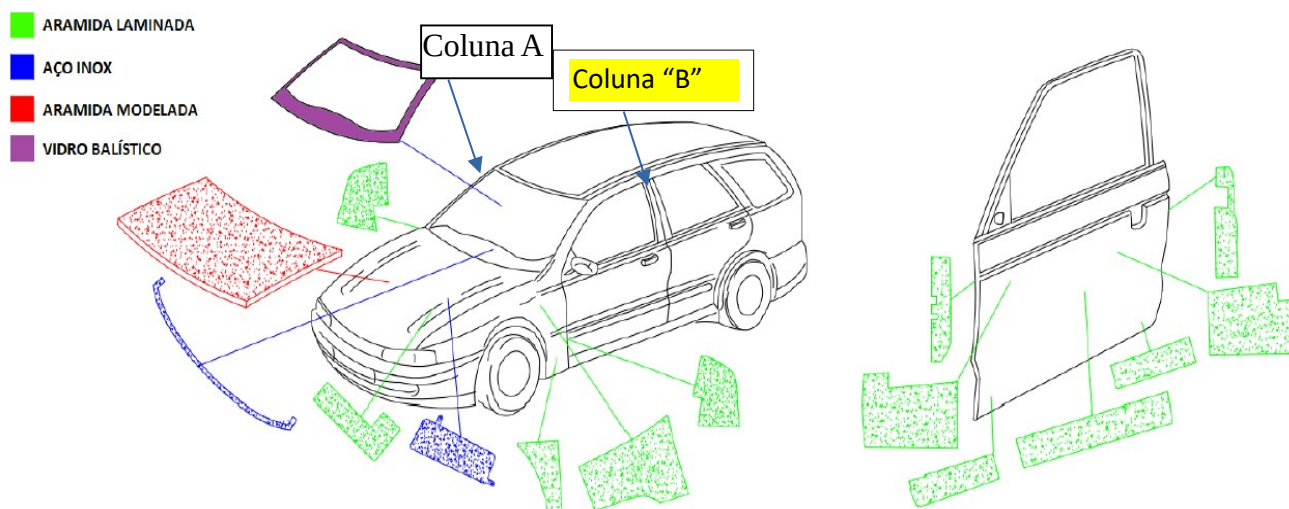 ARAMIDA LAMINADA
AÇO INOX
ARAMIDA MODELADA
VIDRO BALÍSTICO
Coluna A
Coluna “B”